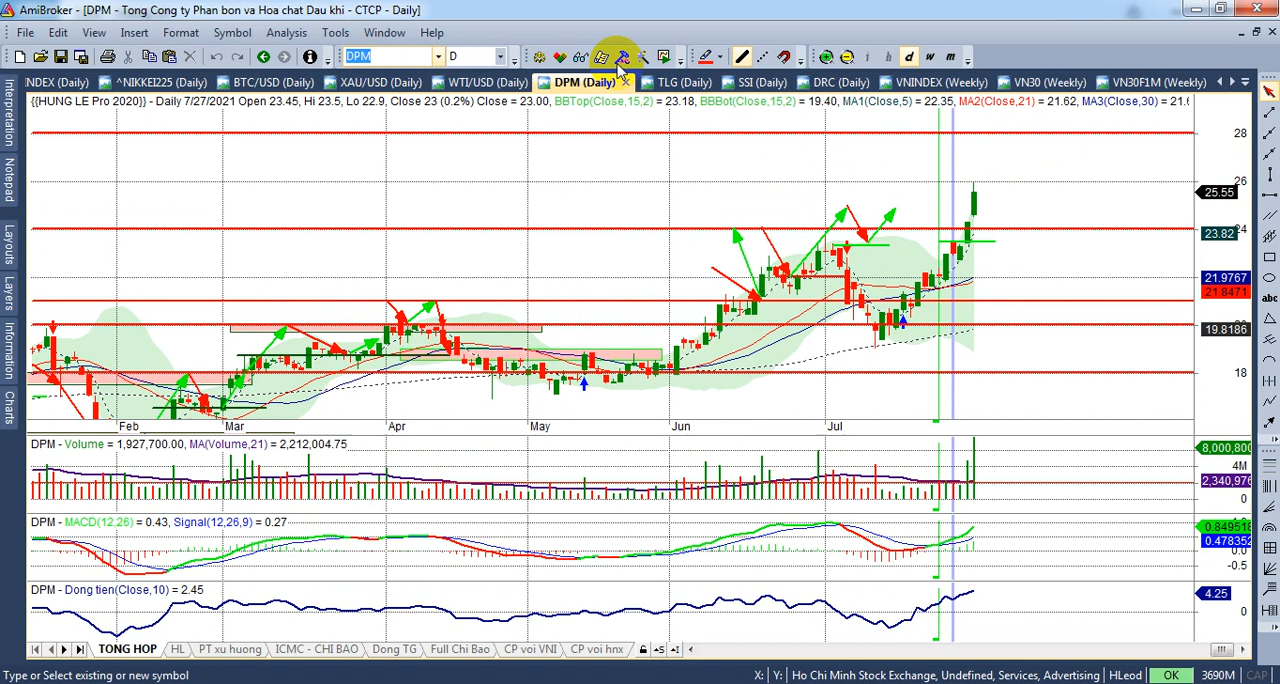 AmiBroker - [DPM - Tong Cong ty Phan bon va Hoa chat Dau khi - CTCP - Daily]
File Edit View Insert Format Symbol Analysis Tools Window Help
DPM D i d w m
INDEX (Daily) ^NIKKEI225 (Daily) BTC/USD (Daily) XAU/USD (Daily) WTI/USD (Daily) DPM (Daily) TLG (Daily) SSI (Daily) DRC (Daily) VNINDEX (Weekly) VN30 (Weekly) VN30F1M (Weekly)
{{HUNG LE Pro 2020}} - Daily 7/27/2021 Open 23.45, Hi 23.5, Lo 22.9, Close 23 (0.2%) Close = 23.00, BBTop(Close,15,2) = 23.18, BBBot(Close,15,2) = 19.40, MA1(Close,5) = 22.35, MA2(Close,21) = 21.62, MA3(Close,30) = 21.6
Interpretation
Notepad
Layouts
Layers
Information
Charts
abc
28
26
25.55
23.82
24
21.9767
21.8471
19.8186
18
Feb Mar Apr May Jun Jul
DPM - Volume = 1,927,700.00, MA(Volume,21) = 2,212,004.75
8,000,800
4M
2,340,976
0
DPM - MACD(12,26) = 0.43, Signal(12,26,9) = 0.27
0.849518
0.478352
0.0
-0.5
DPM - Dong tien(Close,10) = 2.45
4.25
0
TONG HOP HL PT xu huong ICMC - CHI BAO Dong TG Full Chi Bao CP voi VNI CP voi hnx
Type or Select existing or new symbol X: Y: Ho Chi Minh Stock Exchange, Undefined, Services, Advertising HLeod OK 3690M CAP